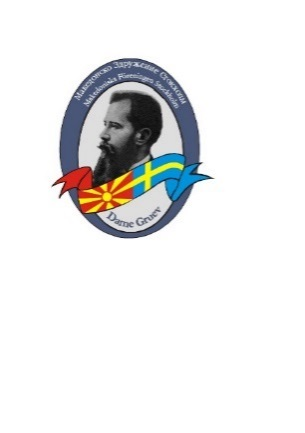 Македонско Здружение Стокхолм
Makedonska Föreningen Stockholm
Dame Gruev